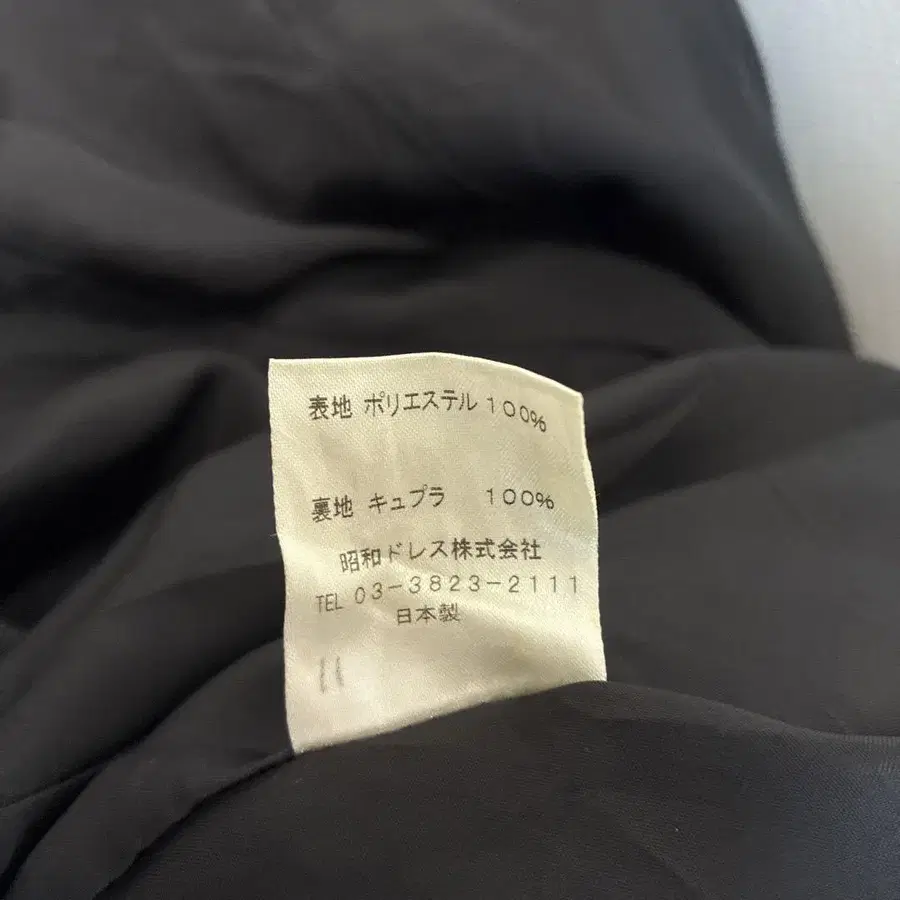 表地 ポリエステル 100%
裏地 キュプラ 100%
昭和ドレス株式会社
TEL 03-3823-2111
日本製
11